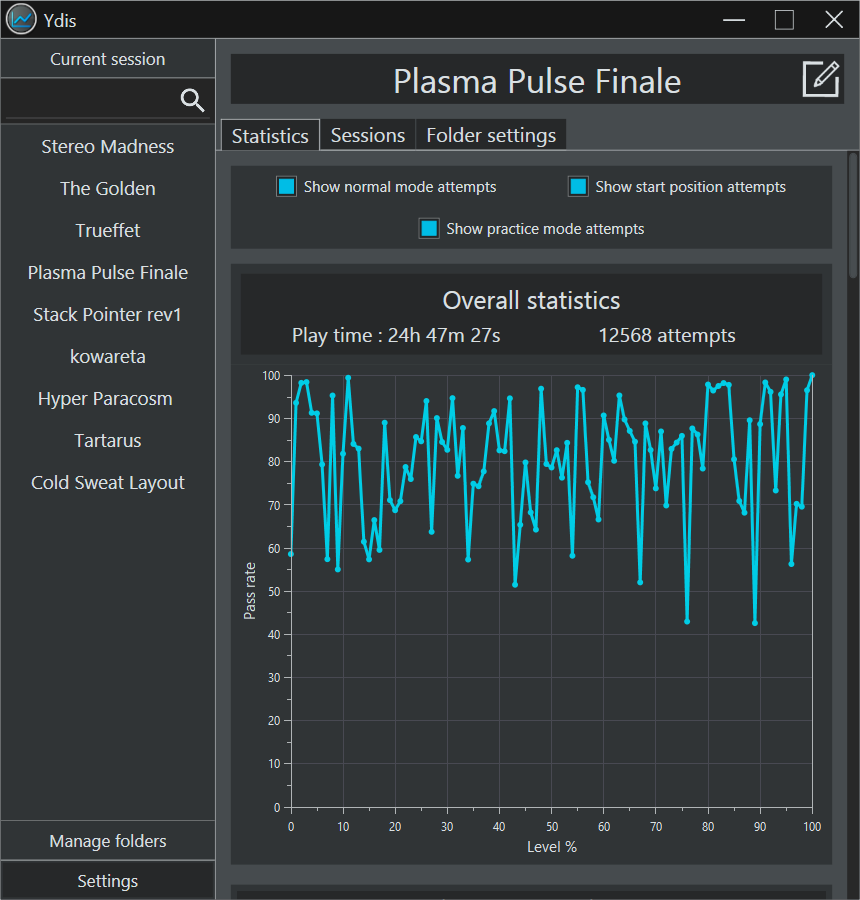 Ydis
Current session
Stereo Madness
The Golden
Trueffet
Plasma Pulse Finale
Stack Pointer rev1
kowareta
Hyper Paracosm
Tartarus
Cold Sweat Layout
Manage folders
Settings
Plasma Pulse Finale
Statistics Sessions Folder settings
Show normal mode attempts Show start position attempts
Show practice mode attempts
Overall statistics
Play time : 24h 47m 27s 12568 attempts
100
90
80
70
60
50
40
30
20
10
0
Pass rate
0 10 20 30 40 50 60 70 80 90 100
Level %